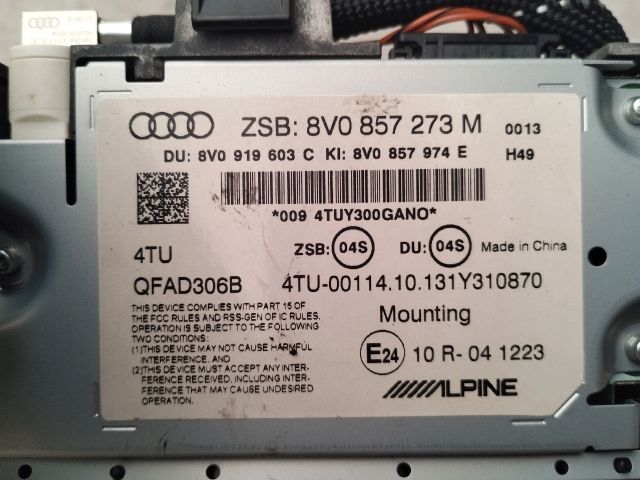 ZSB: 8V0 857 273 M 0013
DU: 8V0 919 603 C KI: 8V0 857 974 E H49
*009 4TUY300GANO*
4TU ZSB: 04S DU: 04S Made in China
QFAD306B 4TU-00114.10.131Y310870
THIS DEVICE COMPLIES WITH PART 15 OF
THE FCC RULES AND RSS-GEN OF IC RULES.
OPERATION IS SUBJECT TO THE FOLLOWING
TWO CONDITIONS:
(1)THIS DEVICE MAY NOT CAUSE HARMFUL
INTERFERENCE, AND
(2)THIS DEVICE MUST ACCEPT ANY INTER-
FERENCE RECEIVED, INCLUDING INTER-
FERENCE THAT MAY CAUSE UNDESIRED
OPERATION.
Mounting
E24 10 R- 04 1223
ALPINE